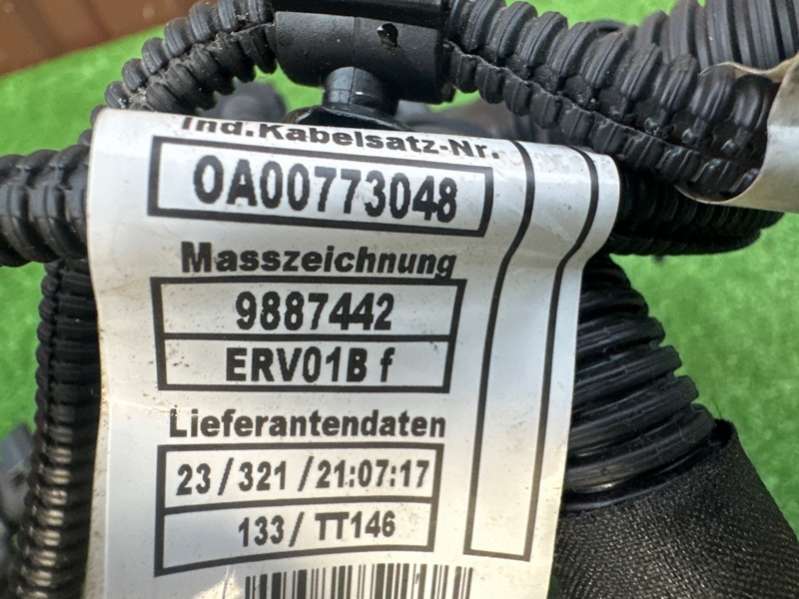 Ind.Kabelsatz-Nr.
0A00773048
Masszeichnung
9887442
ERV01B f
Lieferantendaten
23/321/21:07:17
133/TT146